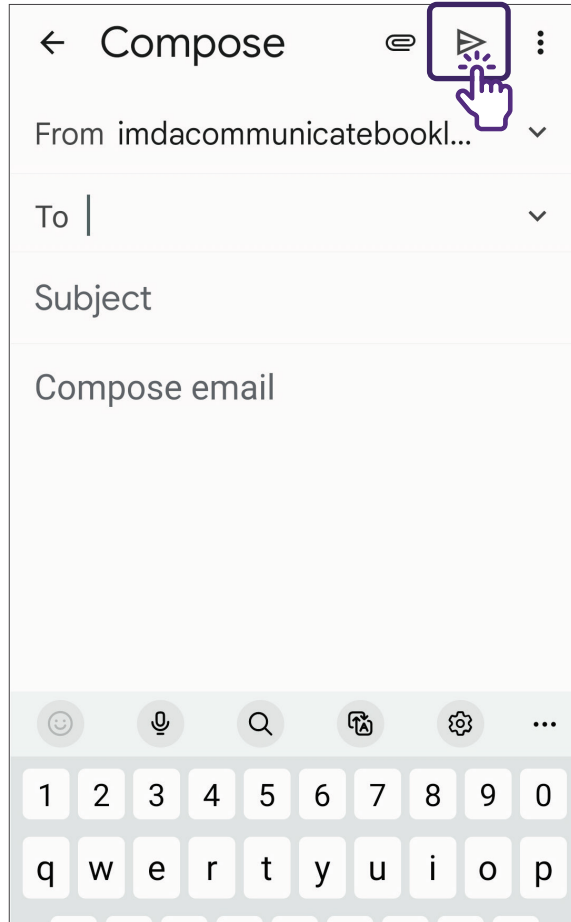 Compose
From imdacommunicatebookl...
To
Subject
Compose email
1 2 3 4 5 6 7 8 9 0
q w e r t y u i o p